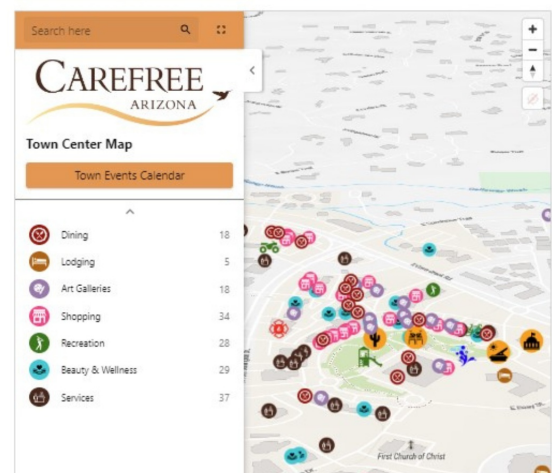 Search here
CAREFREE
ARIZONA
Town Center Map
Town Events Calendar
Dining 18
Lodging 5
Art Galleries 18
Shopping 34
Recreation 28
Beauty & Wellness 29
Services 37
First Church of Christ